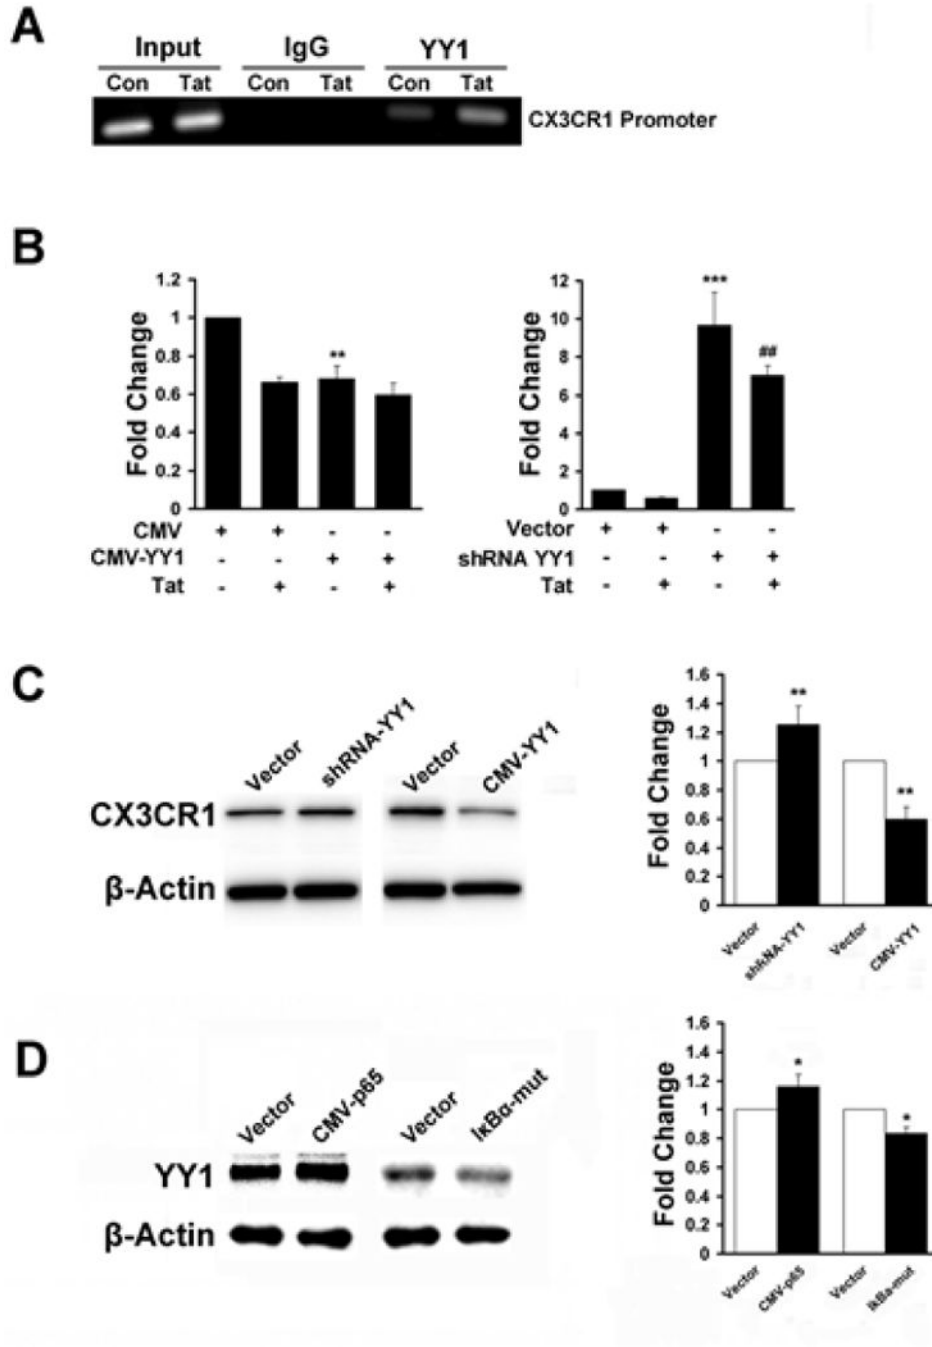 A
Input IgG YY1
Con Tat Con Tat Con Tat
CX3CR1 Promoter
B
Fold Change
1.2
1
0.8
0.6
0.4
0.2
0
**
CMV + + - -
CMV-YY1 - - + +
Tat - + - +
Fold Change
12
10
8
6
4
2
0
***
##
Vector + + - -
shRNA YY1 - - + +
Tat - + - +
C
Vector shRNA-YY1 Vector CMV-YY1
CX3CR1
β-Actin
Fold Change
1.6
1.4
1.2
1
0.8
0.6
0.4
0.2
0
**
**
Vector shRNA-YY1 Vector CMV-YY1
D
Vector CMV-p65 Vector IκBα-mut
YY1
β-Actin
Fold Change
1.6
1.4
1.2
1
0.8
0.6
0.4
0.2
0
*
*
Vector CMV-p65 Vector IκBα-mut